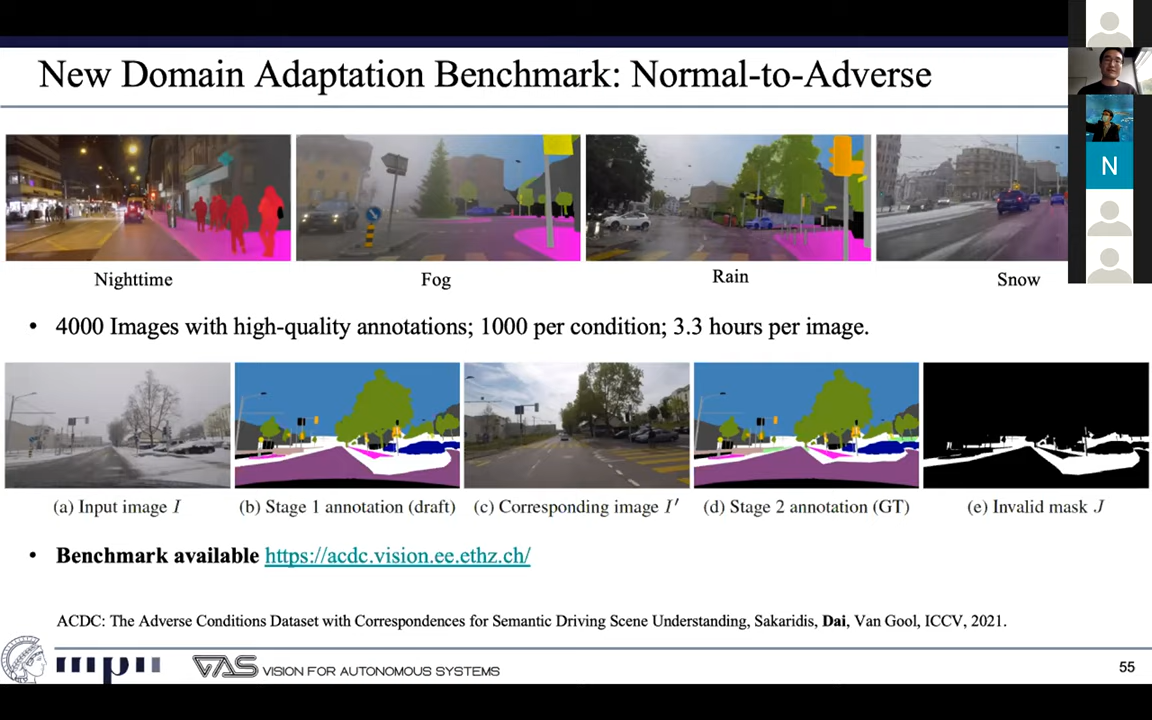 New Domain Adaptation Benchmark: Normal-to-Adverse
N
Nighttime
Fog
Rain
Snow
• 4000 Images with high-quality annotations; 1000 per condition; 3.3 hours per image.
(a) Input image I
(b) Stage 1 annotation (draft)
(c) Corresponding image I′
(d) Stage 2 annotation (GT)
(e) Invalid mask J
• Benchmark available https://acdc.vision.ee.ethz.ch/
ACDC: The Adverse Conditions Dataset with Correspondences for Semantic Driving Scene Understanding, Sakaridis, Dai, Van Gool, ICCV, 2021.
mpii
VAS VISION FOR AUTONOMOUS SYSTEMS
55